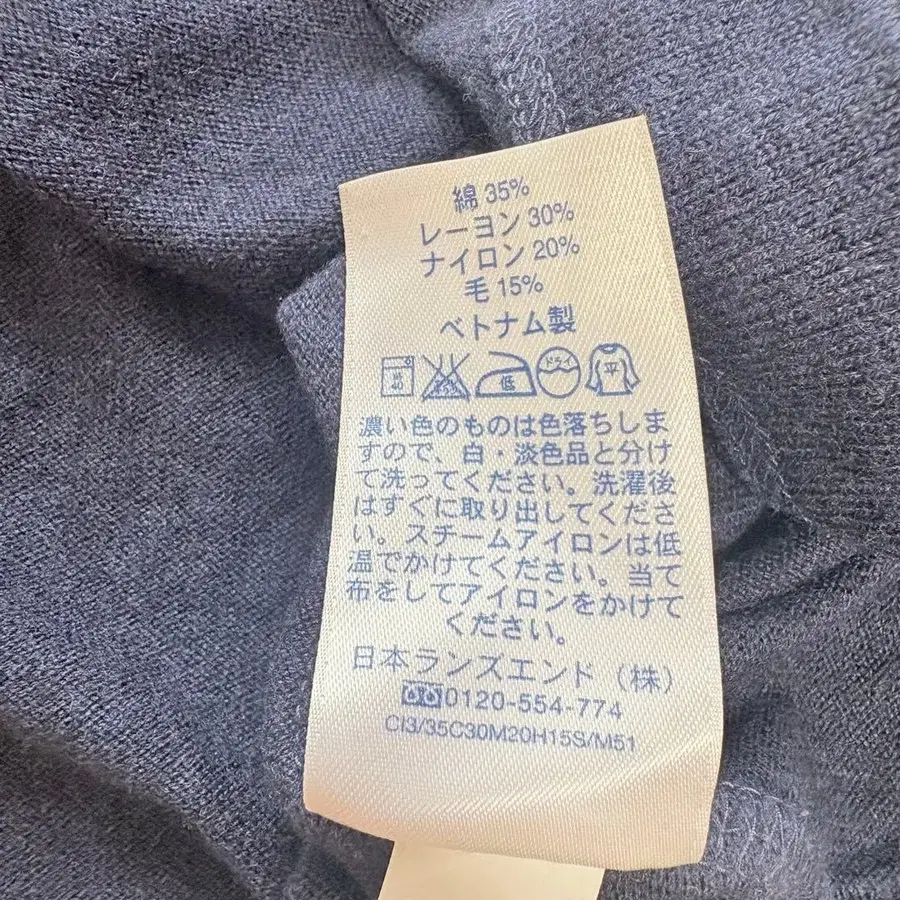 綿 35%
レーヨン 30%
ナイロン 20%
毛 15%
ベトナム製
40
低 ドライ 平
濃い色のものは色落ちしま
すので、白・淡色品と分け
て洗ってください。洗濯後
はすぐに取り出してくださ
い。スチームアイロンは低
温でかけてください。当て
布をしてアイロンをかけて
ください。
日本ランズエンド（株）
0120-554-774
CI3/35C30M20H15S/M51